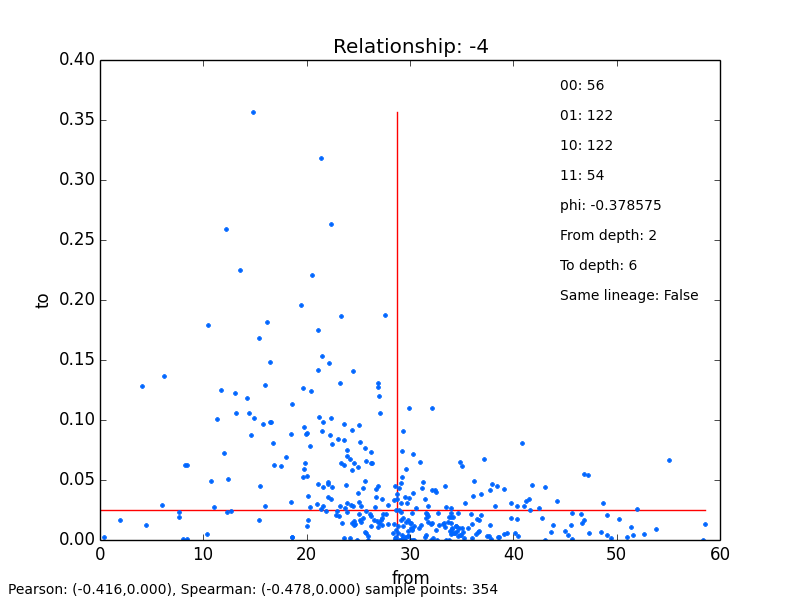 Relationship: -4
0.40
0.35
0.30
0.25
0.20
0.15
0.10
0.05
0.00
to
00: 56
01: 122
10: 122
11: 54
phi: -0.378575
From depth: 2
To depth: 6
Same lineage: False
0 10 20 30 40 50 60
from
Pearson: (-0.416,0.000), Spearman: (-0.478,0.000) sample points: 354